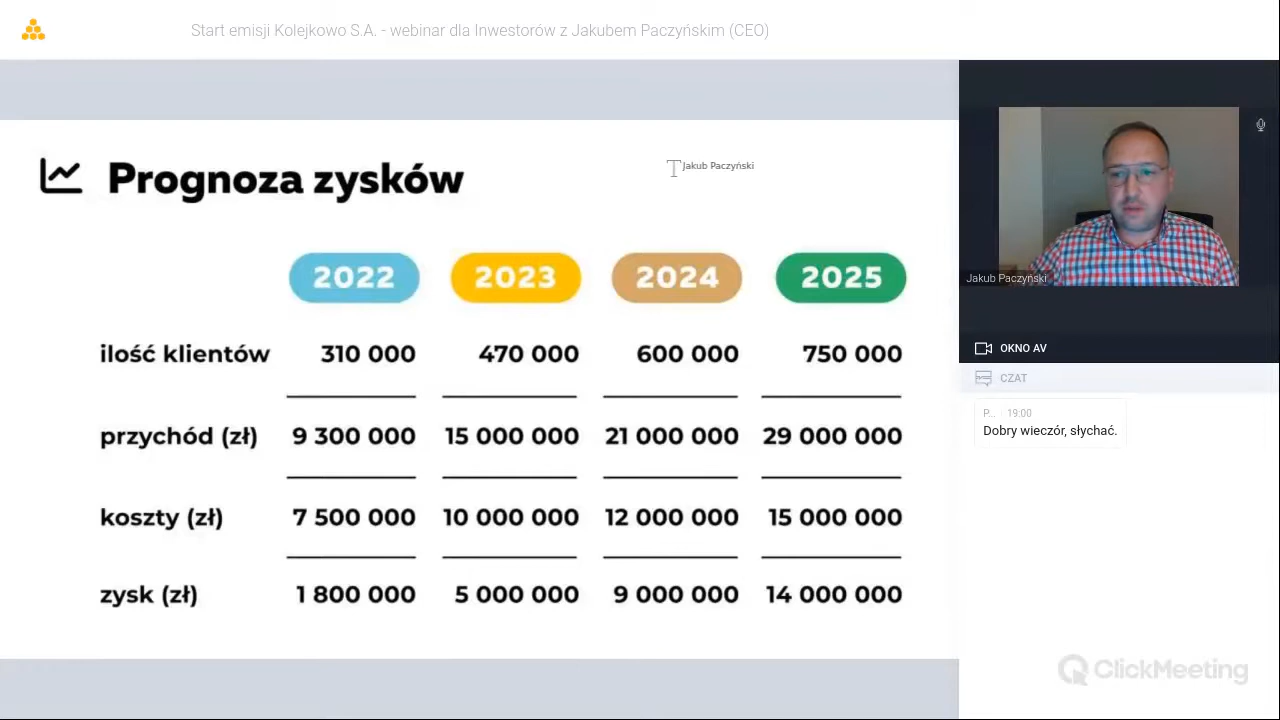 Start emisji Kolejkowo S.A. - webinar dla Inwestorów z Jakubem Paczyńskim (CEO)
Prognoza zysków
Jakub Paczyński
2022 2023 2024 2025
ilość klientów 310 000 470 000 600 000 750 000
przychód (zł) 9 300 000 15 000 000 21 000 000 29 000 000
koszty (zł) 7 500 000 10 000 000 12 000 000 15 000 000
zysk (zł) 1 800 000 5 000 000 9 000 000 14 000 000
Jakub Paczyński
OKNO AV
CZAT
P... 19:00
Dobry wieczór, słychać.
ClickMeeting